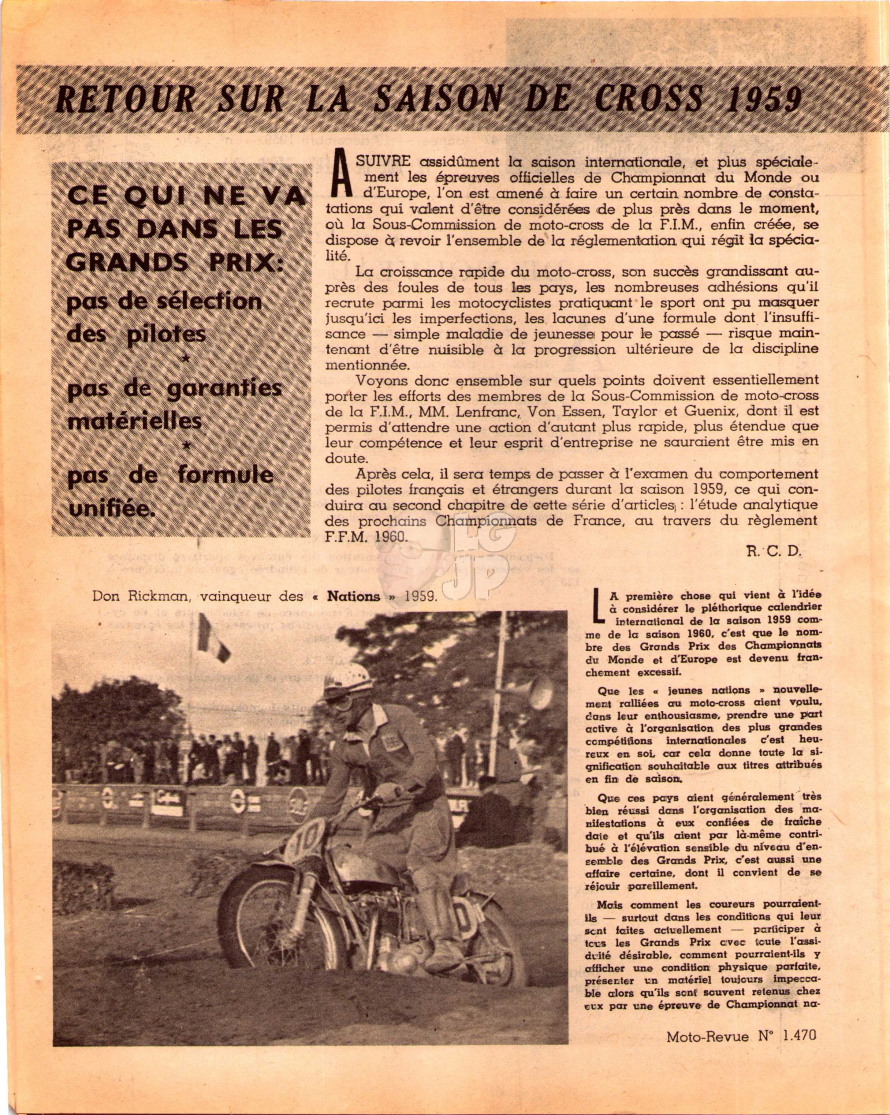 RETOUR SUR LA SAISON DE CROSS 1959
CE QUI NE VA
PAS DANS LES
GRANDS PRIX:
pas de sélection
des pilotes
*
pas de garanties
matérielles
*
pas de formule
unifiée.
A SUIVRE assidûment la saison internationale, et plus spéciale-
ment les épreuves officielles de Championnat du Monde ou
d'Europe, l'on est amené à faire un certain nombre de consta-
tations qui valent d'être considérées de plus près dans le moment,
où la Sous-Commission de moto-cross de la F.I.M., enfin créée, se
dispose à revoir l'ensemble de la réglementation qui régit la spécia-
lité.
La croissance rapide du moto-cross, son succès grandissant au-
près des foules de tous les pays, les nombreuses adhésions qu'il
recrute parmi les motocyclistes pratiquant le sport ont pu masquer
jusqu'ici les imperfections, les lacunes d'une formule dont l'insuffi-
sance — simple maladie de jeunesse pour le passé — risque main-
tenant d'être nuisible à la progression ultérieure de la discipline
mentionnée.
Voyons donc ensemble sur quels points doivent essentiellement
porter les efforts des membres de la Sous-Commission de moto-cross
de la F.I.M., MM. Lenfranc, Von Essen, Taylor et Guenix, dont il est
permis d'attendre une action d'autant plus rapide, plus étendue que
leur compétence et leur esprit d'entreprise ne sauraient être mis en
doute.
Après cela, il sera temps de passer à l'examen du comportement
des pilotes français et étrangers durant la saison 1959, ce qui con-
duira au second chapitre de cette série d'articles : l'étude analytique
des prochains Championnats de France, au travers du règlement
F.F.M. 1960.
R. C. D.
LGJP
Don Rickman, vainqueur des « Nations » 1959.
10
LA première chose qui vient à l'idée
à considérer le pléthorique calendrier
international de la saison 1959 com-
me de la saison 1960, c'est que le nom-
bre des Grands Prix des Championnats
du Monde et d'Europe est devenu fran-
chement excessif.
Que les « jeunes nations » nouvelle-
ment ralliées au moto-cross aient voulu,
dans leur enthousiasme, prendre une part
active à l'organisation des plus grandes
compétitions internationales c'est heu-
reux en soi, car cela donne toute la si-
gnification souhaitable aux titres attribués
en fin de saison.
Que ces pays aient généralement très
bien réussi dans l'organisation des ma-
nifestations à eux confiées de fraîche
date et qu'ils aient par là-même contri-
bué à l'élévation sensible du niveau d'en-
semble des Grands Prix, c'est aussi une
affaire certaine, dont il convient de se
réjouir pareillement.
Mais comment les coureurs pourraient-
ils — surtout dans les conditions qui leur
sont faites actuellement — participer à
tous les Grands Prix avec toute l'assi-
duité désirable, comment pourraient-ils y
afficher une condition physique parfaite,
présenter un matériel toujours impecca-
ble alors qu'ils sont souvent retenus chez
eux par une épreuve de Championnat na-
Moto-Revue N° 1.470